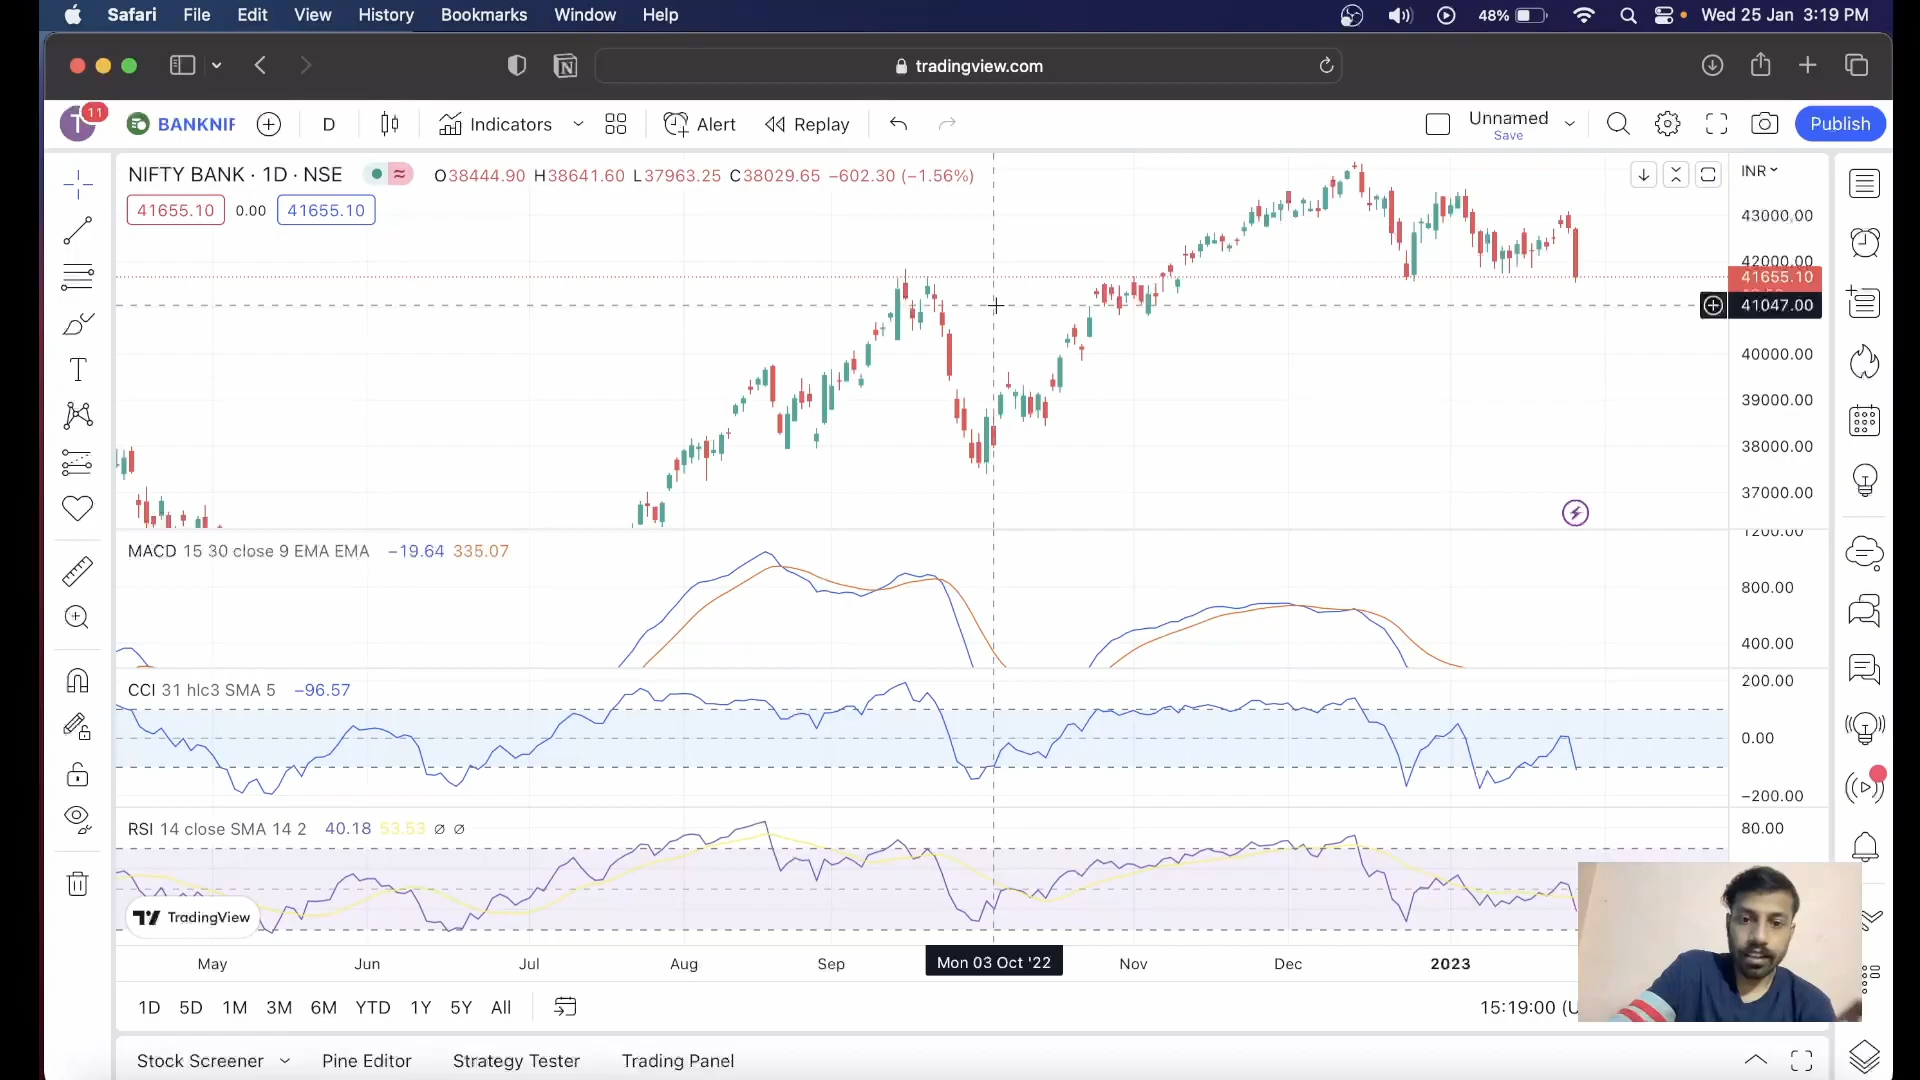 Safari File Edit View History Bookmarks Window Help 48% Wed 25 Jan 3:19 PM
tradingview.com
T 11 BANKNIF D Indicators Alert Replay Unnamed Save Publish
NIFTY BANK · 1D · NSE O38444.90 H38641.60 L37963.25 C38029.65 −602.30 (−1.56%) INR
41655.10 0.00 41655.10
43000.00
42000.00
41655.10
41047.00
40000.00
39000.00
38000.00
37000.00
MACD 15 30 close 9 EMA EMA −19.64 335.07
1200.00
800.00
400.00
CCI 31 hlc3 SMA 5 −96.57
200.00
0.00
−200.00
RSI 14 close SMA 14 2 40.18 53.53 ∅ ∅
80.00
TradingView
May Jun Jul Aug Sep Mon 03 Oct '22 Nov Dec 2023
1D 5D 1M 3M 6M YTD 1Y 5Y All 15:19:00 (U
Stock Screener Pine Editor Strategy Tester Trading Panel